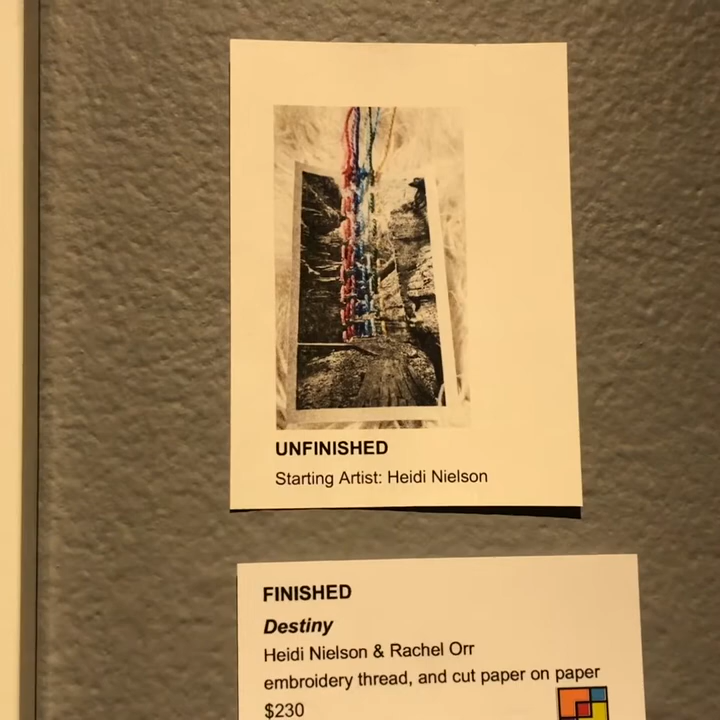 UNFINISHED
Starting Artist: Heidi Nielson
FINISHED
Destiny
Heidi Nielson & Rachel Orr
embroidery thread, and cut paper on paper
$230